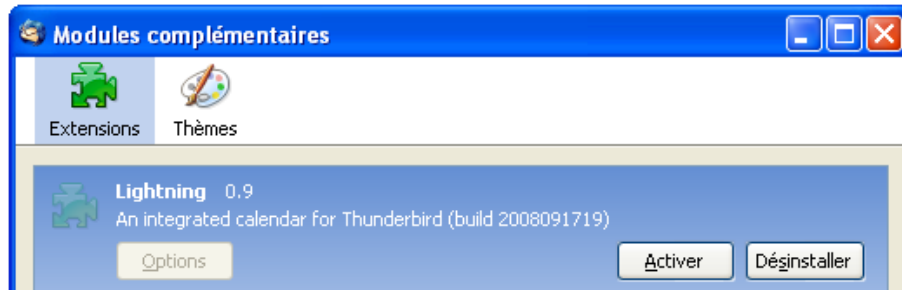 Modules complémentaires
Extensions Thèmes
Lightning 0.9
An integrated calendar for Thunderbird (build 2008091719)
Options Activer Désinstaller